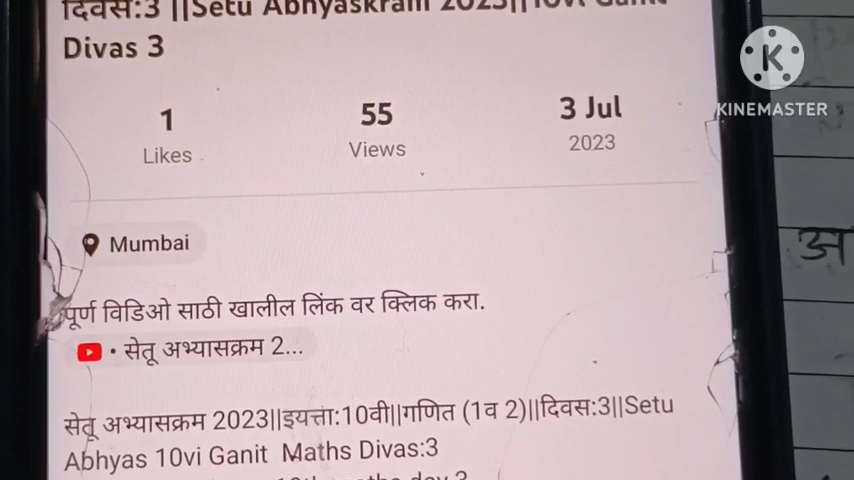 दिवस:3 ||Setu Abhyaskram 2023||10vi Ganit
Divas 3
KINEMASTER
1
Likes
55
Views
3 Jul
2023
Mumbai
पूर्ण विडिओ साठी खालील लिंक वर क्लिक करा.
• सेतू अभ्यासक्रम 2...
अ
सेतू अभ्यासक्रम 2023||इयत्ता:10वी||गणित (1व 2)||दिवस:3||Setu
Abhyas 10vi Ganit Maths Divas:3